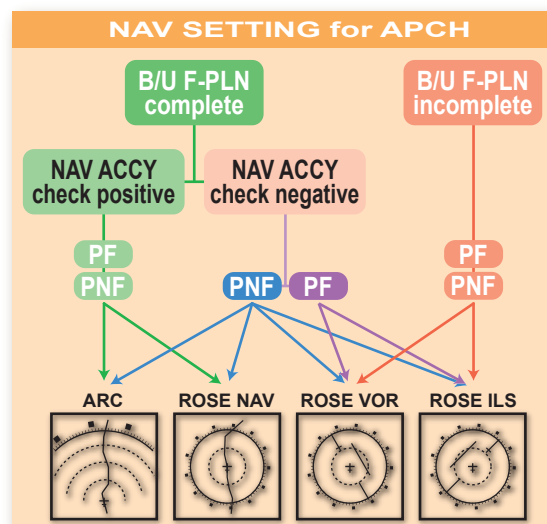 NAV SETTING for APCH
B/U F-PLN
complete
B/U F-PLN
incomplete
NAV ACCY
check positive
NAV ACCY
check negative
PF
PNF
PNF
PF
PF
PNF
ARC
ROSE NAV
ROSE VOR
ROSE ILS